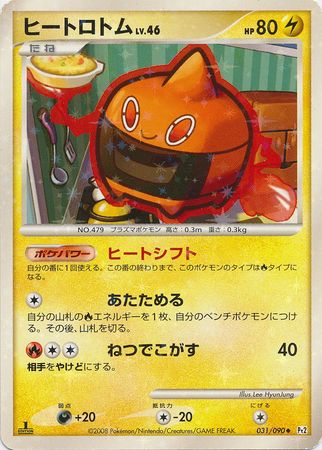 ヒートロトム LV.46 HP 80
たね
NO.479 プラズマポケモン 高さ:0.3m 重さ:0.3kg
ポケパワー ヒートシフト
自分の番に1回使える。この番の終わりまで、このポケモンのタイプは炎タイプになる。
あたためる
自分の山札の炎エネルギーを1枚、自分のベンチポケモンにつける。その後、山札を切る。
ねつでこがす 40
相手をやけどにする。
Illus.Lee HyunJung
弱点 抵抗力 にげる
+20 -20
1 EDITION ©2008 Pokémon/Nintendo/Creatures/GAME FREAK. 031/090 Pt2